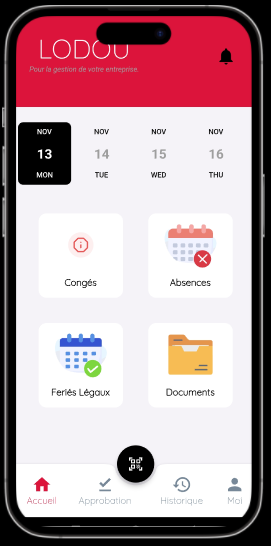 LODOU
Pour la gestion de votre entreprise.
NOV NOV NOV NOV
13 14 15 16
MON TUE WED THU
Congés Absences
Feriés Légaux Documents
Accueil Approbation Historique Moi